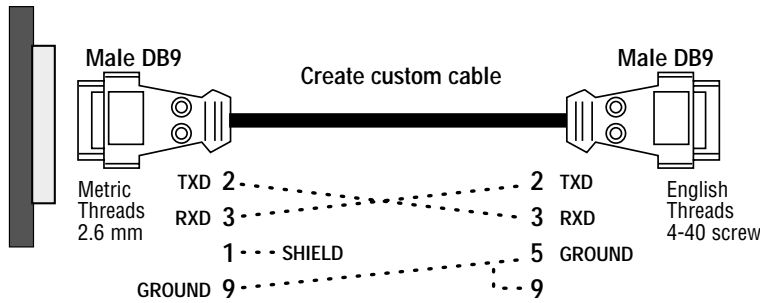 Male DB9
Male DB9
Create custom cable
Metric
Threads
2.6 mm
English
Threads
4-40 screw
TXD 2
2 TXD
RXD 3
3 RXD
1 SHIELD
5 GROUND
GROUND 9
9